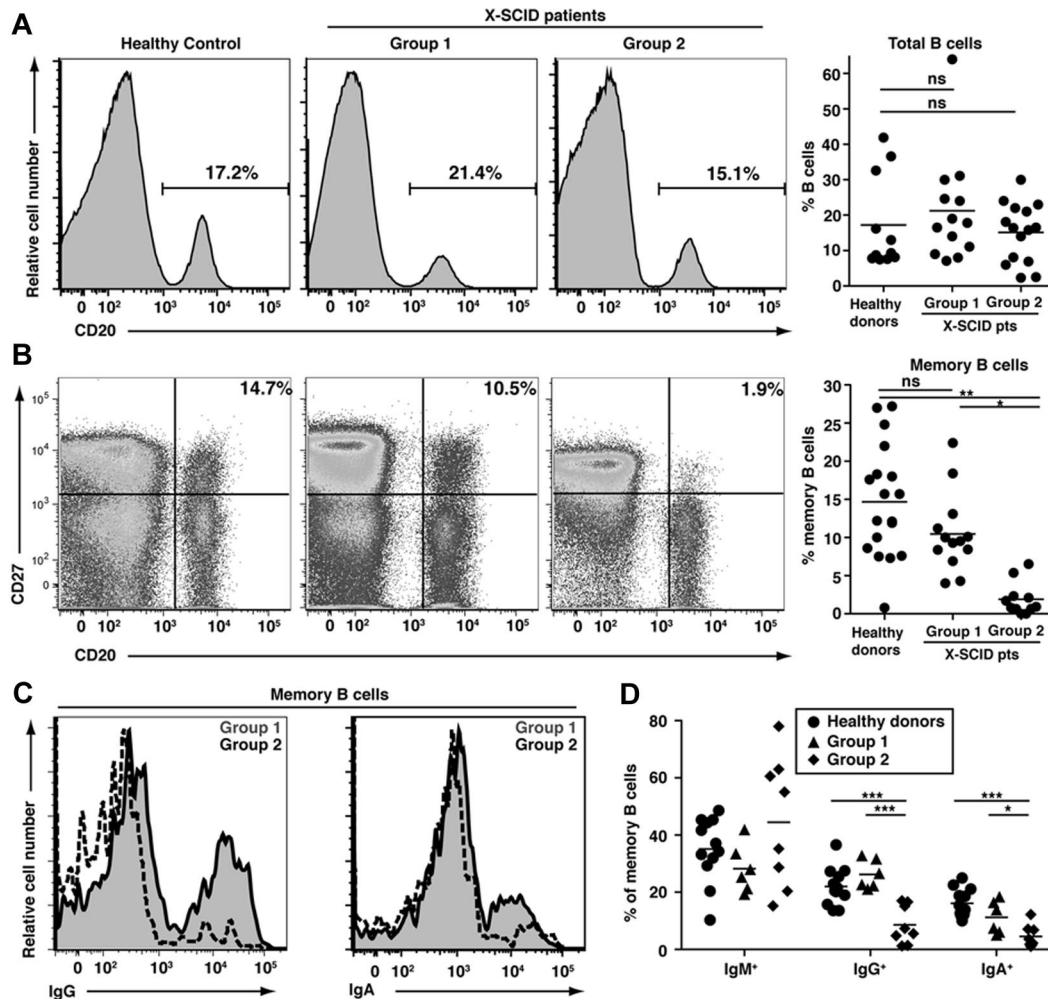 A
X-SCID patients
Healthy Control
Group 1
Group 2
Relative cell number
17.2%
21.4%
15.1%
0 10² 10³ 10⁴ 10⁵
0 10² 10³ 10⁴ 10⁵
0 10² 10³ 10⁴ 10⁵
CD20
Total B cells
% B cells
60
50
40
30
20
10
0
ns
ns
Healthy donors
Group 1
Group 2
X-SCID pts
B
14.7%
10.5%
1.9%
CD27
10⁵
10⁴
10³
10²
0
0 10² 10³ 10⁴ 10⁵
0 10² 10³ 10⁴ 10⁵
0 10² 10³ 10⁴ 10⁵
CD20
Memory B cells
% memory B cells
35
30
25
20
15
10
5
0
ns
**
*
Healthy donors
Group 1
Group 2
X-SCID pts
C
Memory B cells
Relative cell number
Group 1
Group 2
Group 1
Group 2
0 10² 10³ 10⁴ 10⁵
0 10² 10³ 10⁴ 10⁵
IgG
IgA
D
% of memory B cells
80
60
40
20
0
Healthy donors
Group 1
Group 2
***
***
***
*
IgM⁺
IgG⁺
IgA⁺